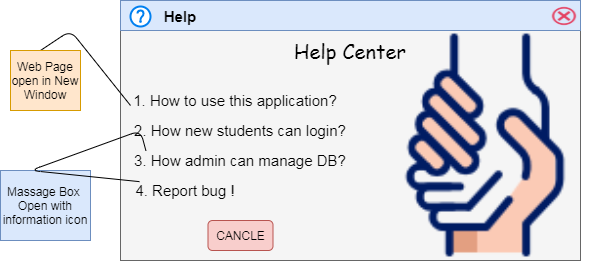 ?
Help
Help Center
Web Page
open in New
Window
1. How to use this application?
2. How new students can login?
3. How admin can manage DB?
4. Report bug !
Massage Box
Open with
information icon
CANCLE